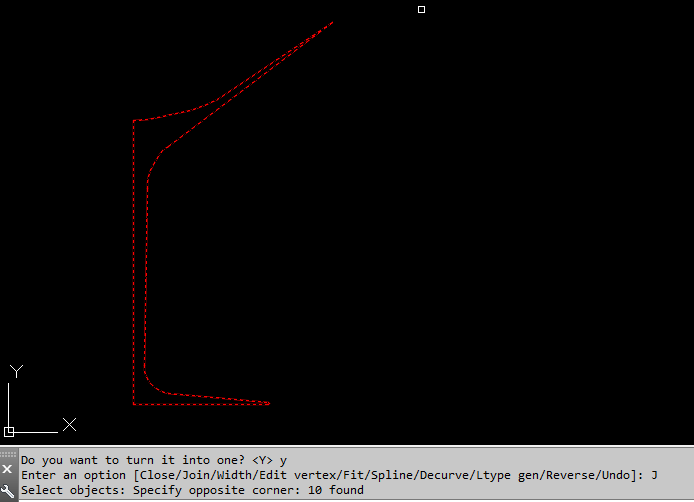 Y
X
Do you want to turn it into one? <Y> y
Enter an option [Close/Join/Width/Edit vertex/Fit/Spline/Decurve/Ltype gen/Reverse/Undo]: J
Select objects: Specify opposite corner: 10 found